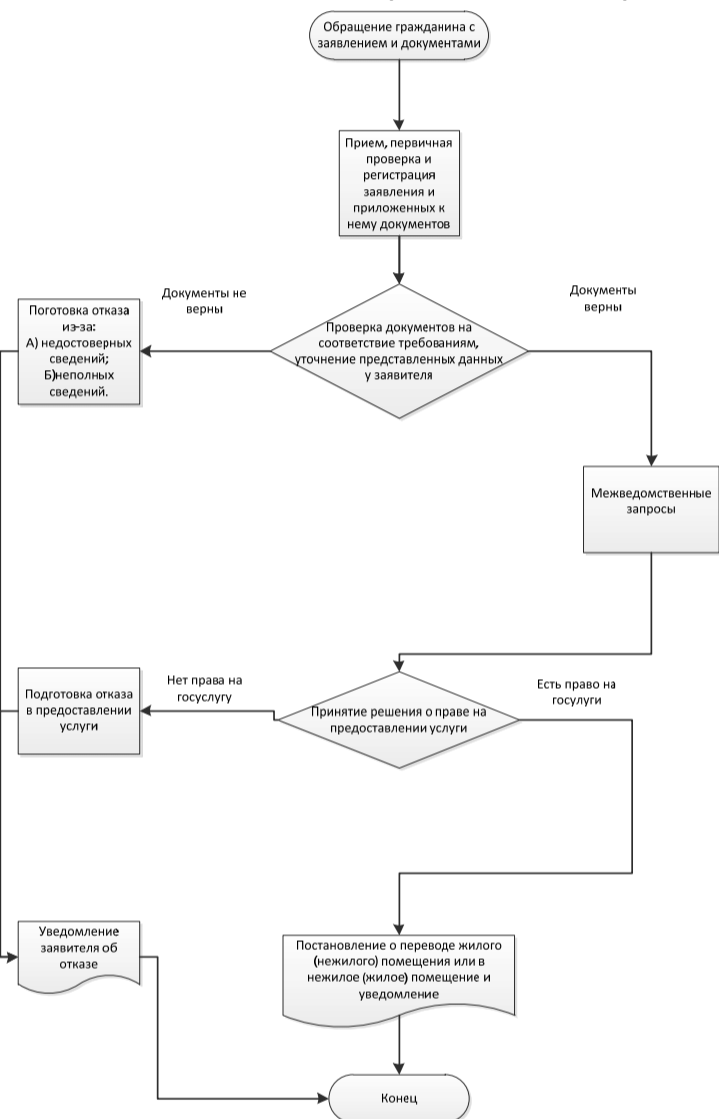 Обращение гражданина с
заявлением и документами
Прием, первичная
проверка и
регистрация
заявления и
приложенных к
нему документов
Документы не
верны
Документы
верны
Поготовка отказа
из-за:
А) недостоверных
сведений;
Б)неполных
сведений.
Проверка документов на
соответствие требованиям,
уточнение представленных данных
у заявителя
Межведомственные
запросы
Нет права на
госуслугу
Есть право на
госулуги
Подготовка отказа
в предоставлении
услуги
Принятие решения о праве на
предоставлении услуги
Уведомление
заявителя об
отказе
Постановление о переводе жилого
(нежилого) помещения или в
нежилое (жилое) помещение и
уведомление
Конец